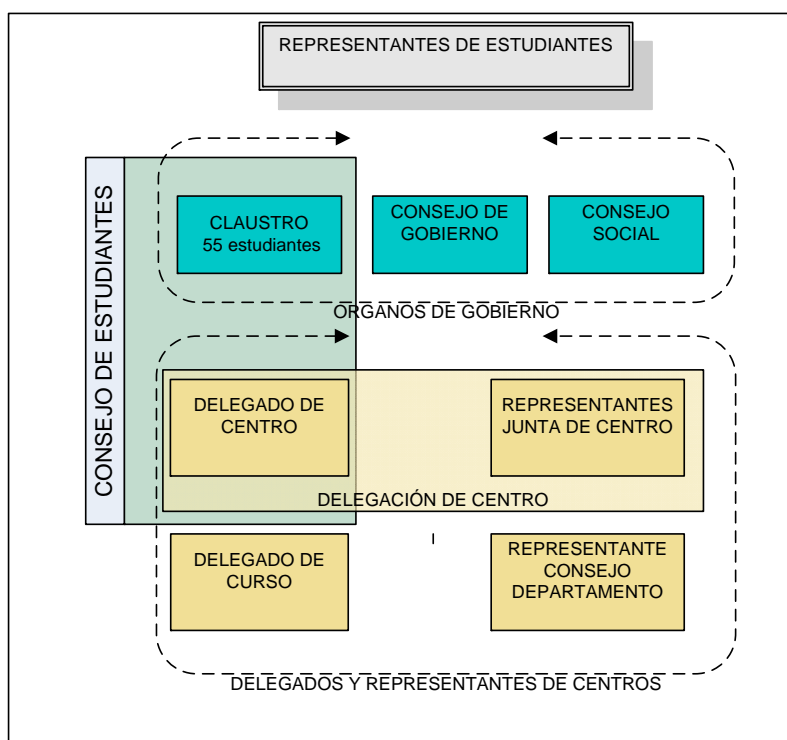 REPRESENTANTES DE ESTUDIANTES
CONSEJO DE ESTUDIANTES
CLAUSTRO
55 estudiantes
CONSEJO DE
GOBIERNO
CONSEJO
SOCIAL
ORGANOS DE GOBIERNO
DELEGADO DE
CENTRO
REPRESENTANTES
JUNTA DE CENTRO
DELEGACIÓN DE CENTRO
DELEGADO DE
CURSO
REPRESENTANTE
CONSEJO
DEPARTAMENTO
DELEGADOS Y REPRESENTANTES DE CENTROS